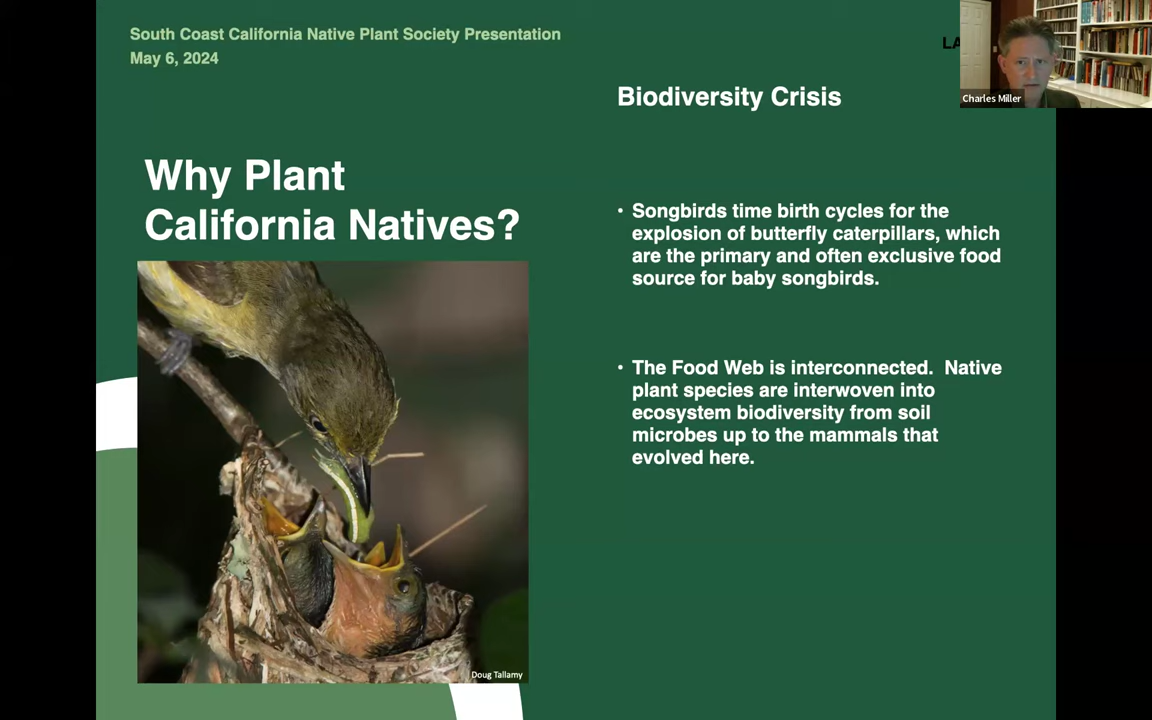 South Coast California Native Plant Society Presentation
May 6, 2024
LA
Charles Miller
Biodiversity Crisis
Why Plant
California Natives?
• Songbirds time birth cycles for the
explosion of butterfly caterpillars, which
are the primary and often exclusive food
source for baby songbirds.
• The Food Web is interconnected.  Native
plant species are interwoven into
ecosystem biodiversity from soil
microbes up to the mammals that
evolved here.
Doug Tallamy